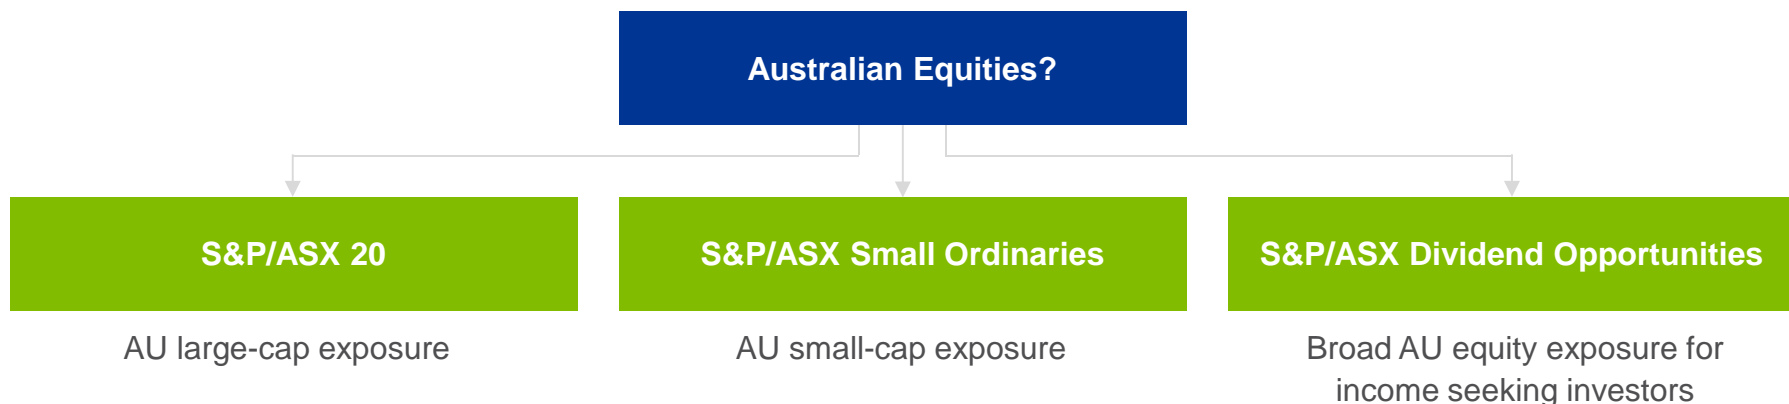 Australian Equities?
S&P/ASX 20
S&P/ASX Small Ordinaries
S&P/ASX Dividend Opportunities
AU large-cap exposure
AU small-cap exposure
Broad AU equity exposure for
income seeking investors